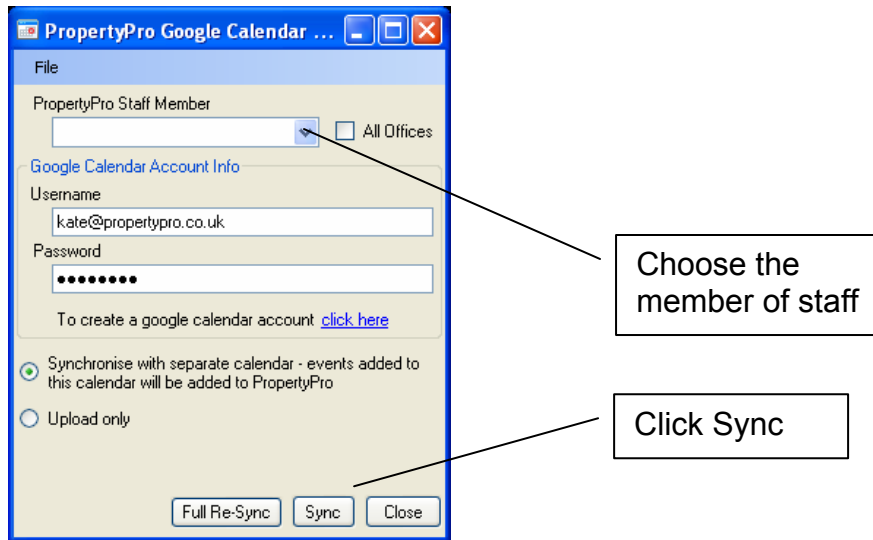 PropertyPro Google Calendar ...
File
PropertyPro Staff Member
All Offices
Google Calendar Account Info
Username
kate@propertypro.co.uk
Password
●●●●●●●●
To create a google calendar account click here
Synchronise with separate calendar - events added to
this calendar will be added to PropertyPro
Upload only
Full Re-Sync Sync Close
Choose the
member of staff
Click Sync